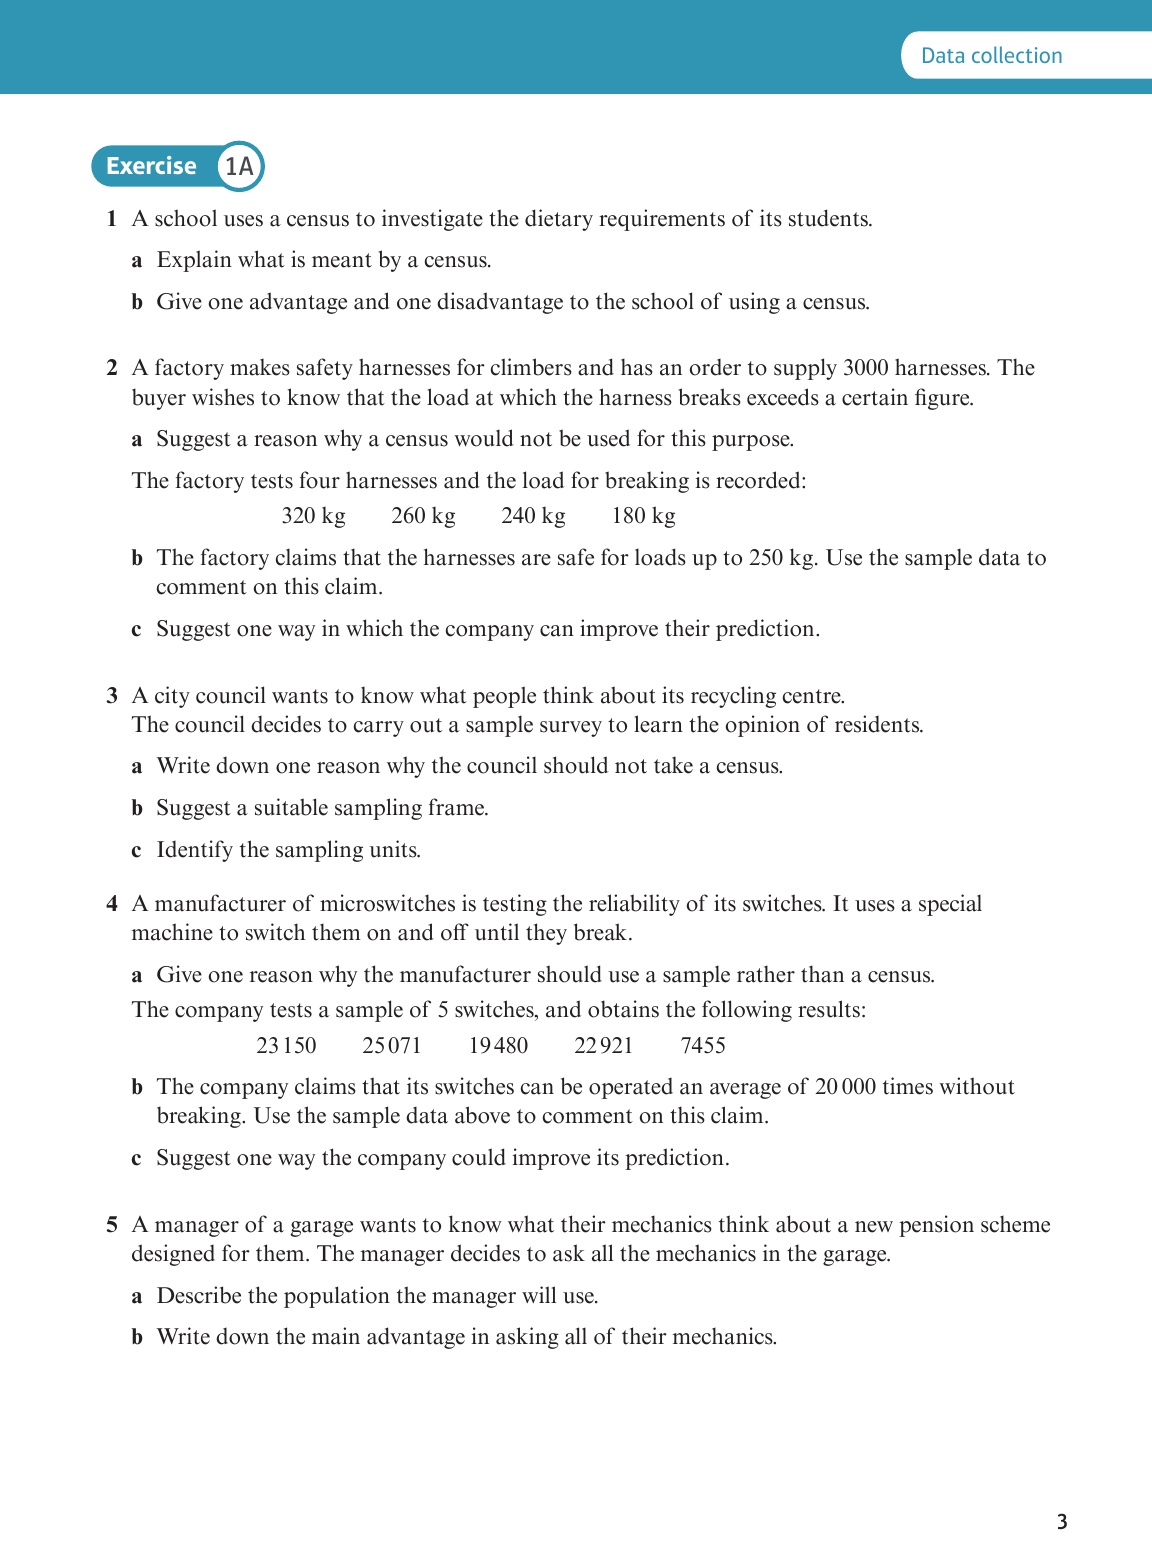 Data collection
Exercise 1A
1 A school uses a census to investigate the dietary requirements of its students.
a Explain what is meant by a census.
b Give one advantage and one disadvantage to the school of using a census.
2 A factory makes safety harnesses for climbers and has an order to supply 3000 harnesses. The
buyer wishes to know that the load at which the harness breaks exceeds a certain figure.
a Suggest a reason why a census would not be used for this purpose.
The factory tests four harnesses and the load for breaking is recorded:
320 kg 260 kg 240 kg 180 kg
b The factory claims that the harnesses are safe for loads up to 250 kg. Use the sample data to
comment on this claim.
c Suggest one way in which the company can improve their prediction.
3 A city council wants to know what people think about its recycling centre.
The council decides to carry out a sample survey to learn the opinion of residents.
a Write down one reason why the council should not take a census.
b Suggest a suitable sampling frame.
c Identify the sampling units.
4 A manufacturer of microswitches is testing the reliability of its switches. It uses a special
machine to switch them on and off until they break.
a Give one reason why the manufacturer should use a sample rather than a census.
The company tests a sample of 5 switches, and obtains the following results:
23 150 25 071 19 480 22 921 7455
b The company claims that its switches can be operated an average of 20 000 times without
breaking. Use the sample data above to comment on this claim.
c Suggest one way the company could improve its prediction.
5 A manager of a garage wants to know what their mechanics think about a new pension scheme
designed for them. The manager decides to ask all the mechanics in the garage.
a Describe the population the manager will use.
b Write down the main advantage in asking all of their mechanics.
3